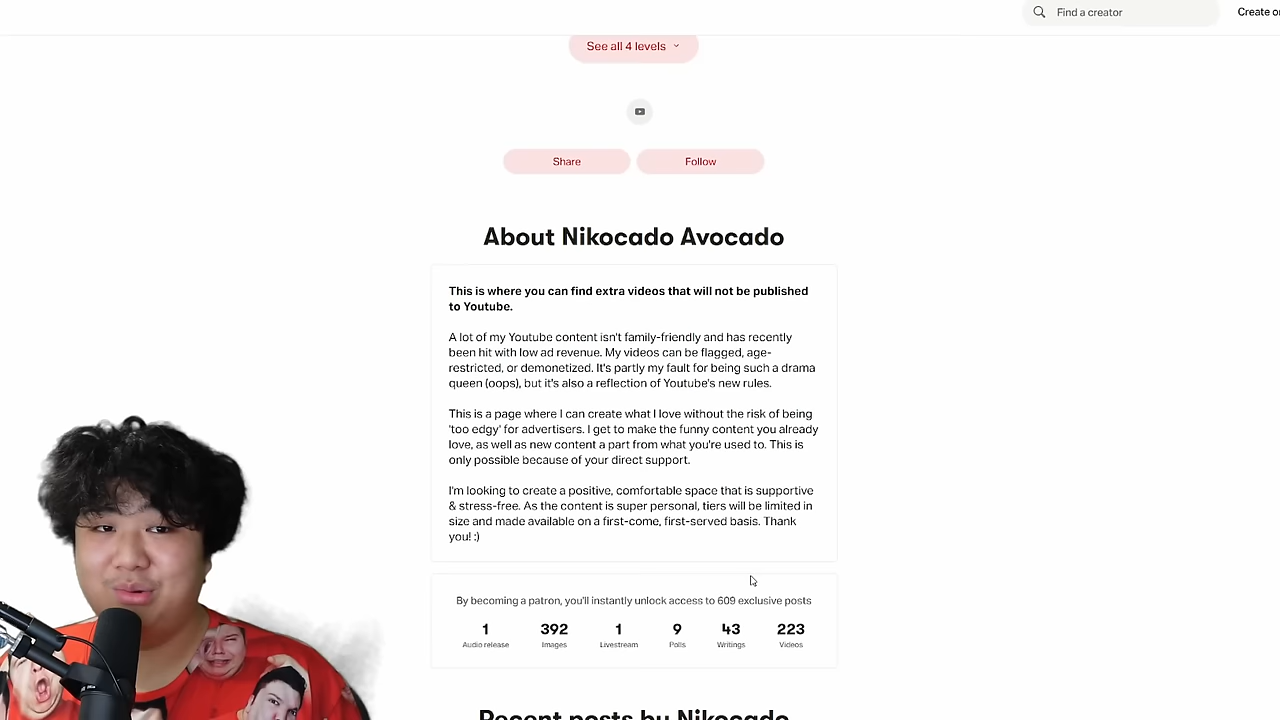 Find a creator
Create o
See all 4 levels
Share
Follow
About Nikocado Avocado
This is where you can find extra videos that will not be published
to Youtube.
A lot of my Youtube content isn't family-friendly and has recently
been hit with low ad revenue. My videos can be flagged, age-
restricted, or demonetized. It's partly my fault for being such a drama
queen (oops), but it's also a reflection of Youtube's new rules.
This is a page where I can create what I love without the risk of being
'too edgy' for advertisers. I get to make the funny content you already
love, as well as new content a part from what you're used to. This is
only possible because of your direct support.
I'm looking to create a positive, comfortable space that is supportive
& stress-free. As the content is super personal, tiers will be limited in
size and made available on a first-come, first-served basis. Thank
you! :)
By becoming a patron, you'll instantly unlock access to 609 exclusive posts
1 392 1 9 43 223
Audio release Images Livestream Polls Writings Videos
Recent posts by Nikocado